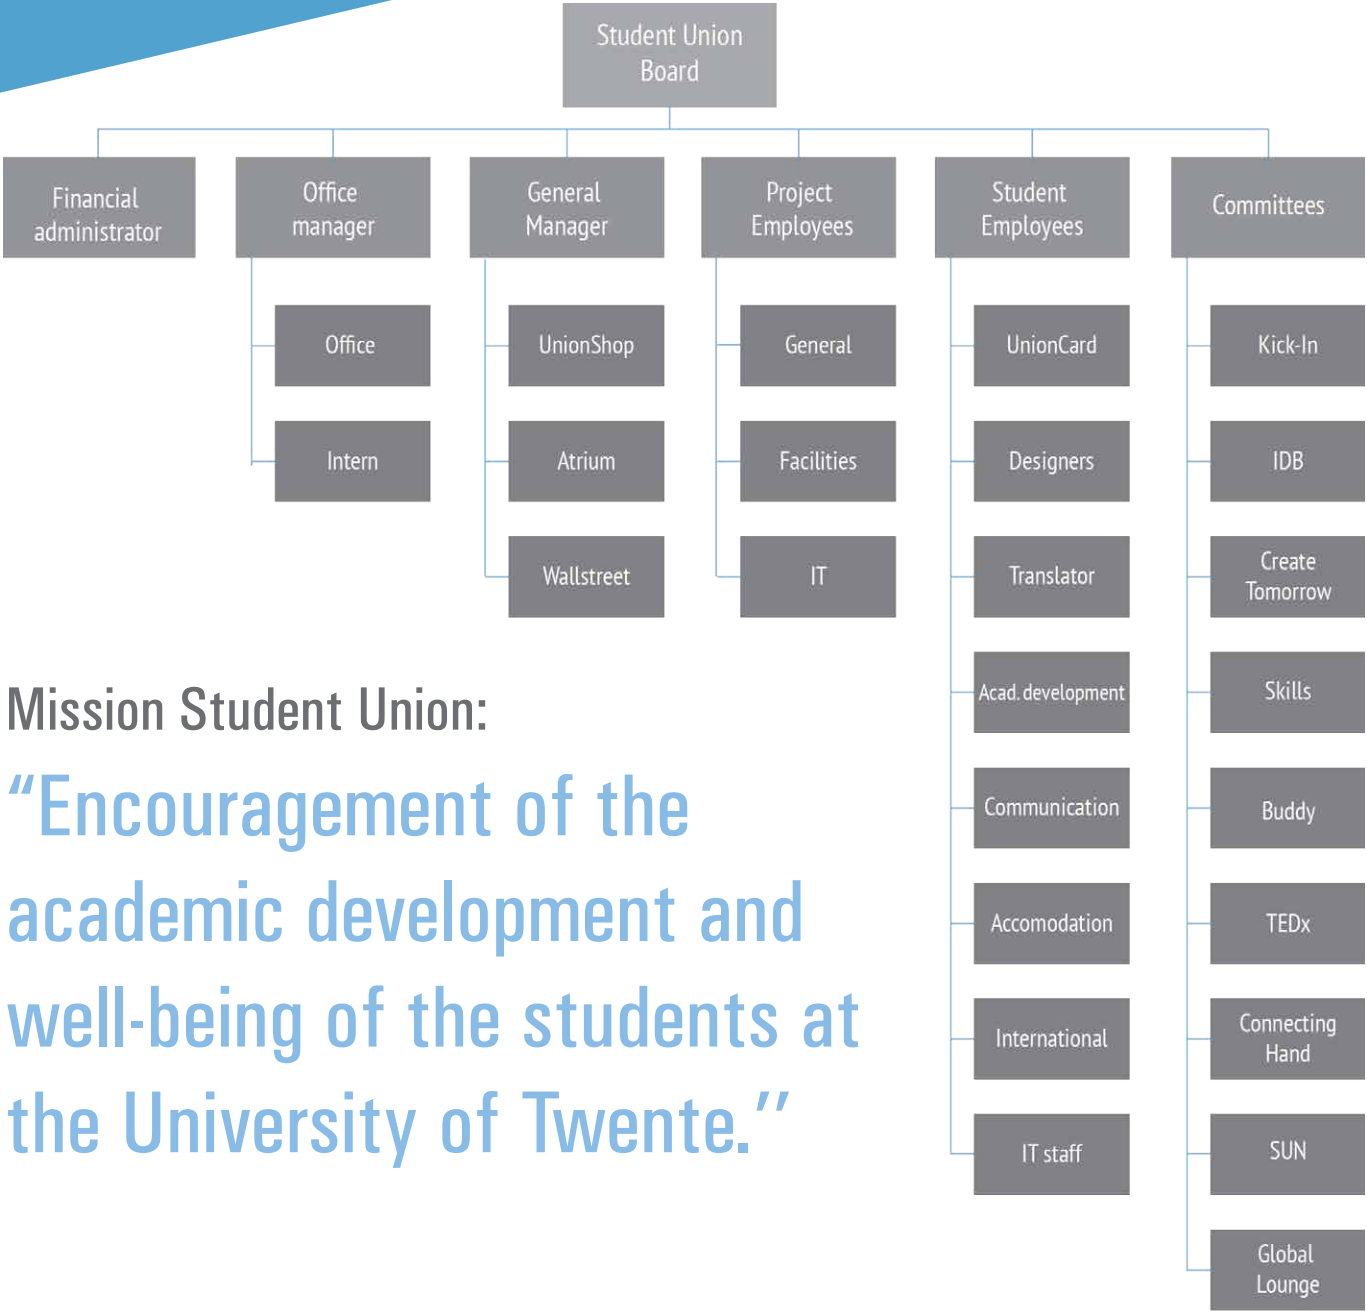 Student Union
Board
Financial
administrator
Office
manager
General
Manager
Project
Employees
Student
Employees
Committees
Office
Intern
UnionShop
Atrium
Wallstreet
General
Facilities
IT
UnionCard
Designers
Translator
Acad. development
Communication
Accomodation
International
IT staff
Kick-In
IDB
Create
Tomorrow
Skills
Buddy
TEDx
Connecting
Hand
SUN
Global
Lounge
Mission Student Union:
“Encouragement of the
academic development and
well-being of the students at
the University of Twente.’’